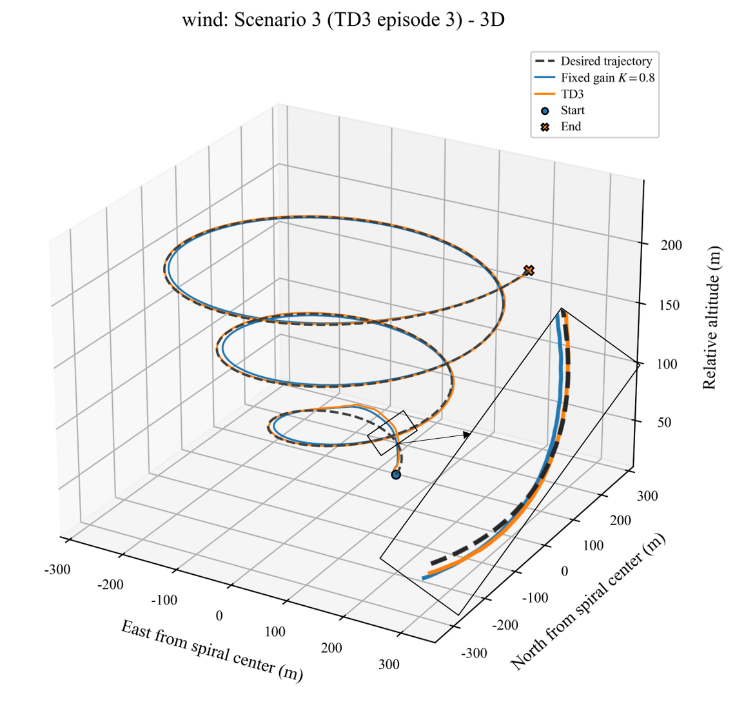 wind: Scenario 3 (TD3 episode 3) - 3D
Desired trajectory
Fixed gain K=0.8
TD3
Start
End
200
150
100
50
Relative altitude (m)
300
200
100
0
-100
-200
-300
North from spiral center (m)
-300
-200
-100
0
100
200
300
East from spiral center (m)